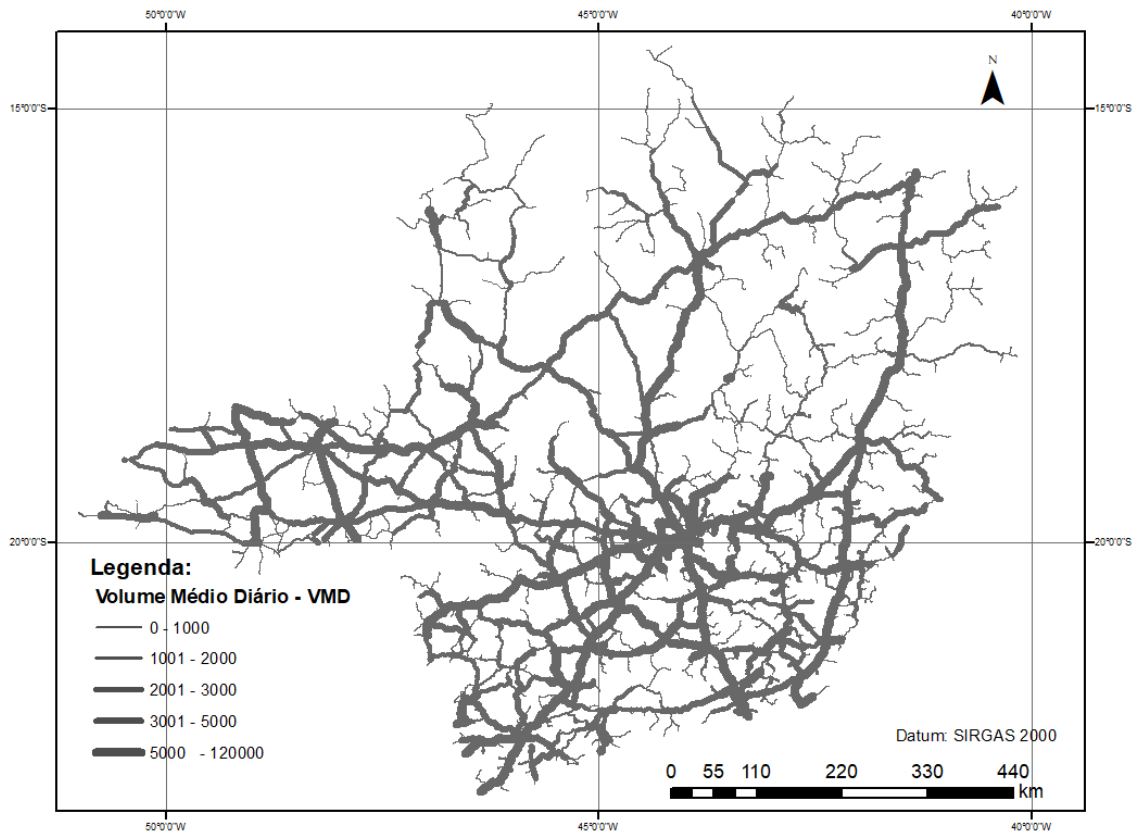 50°0'0"W 45°0'0"W 40°0'0"W
N
15°0'0"S 15°0'0"S
20°0'0"S 20°0'0"S
Legenda:
Volume Médio Diário - VMD
0 - 1000
1001 - 2000
2001 - 3000
3001 - 5000
5000 - 120000
Datum: SIRGAS 2000
0 55 110 220 330 440
km
50°0'0"W 45°0'0"W 40°0'0"W